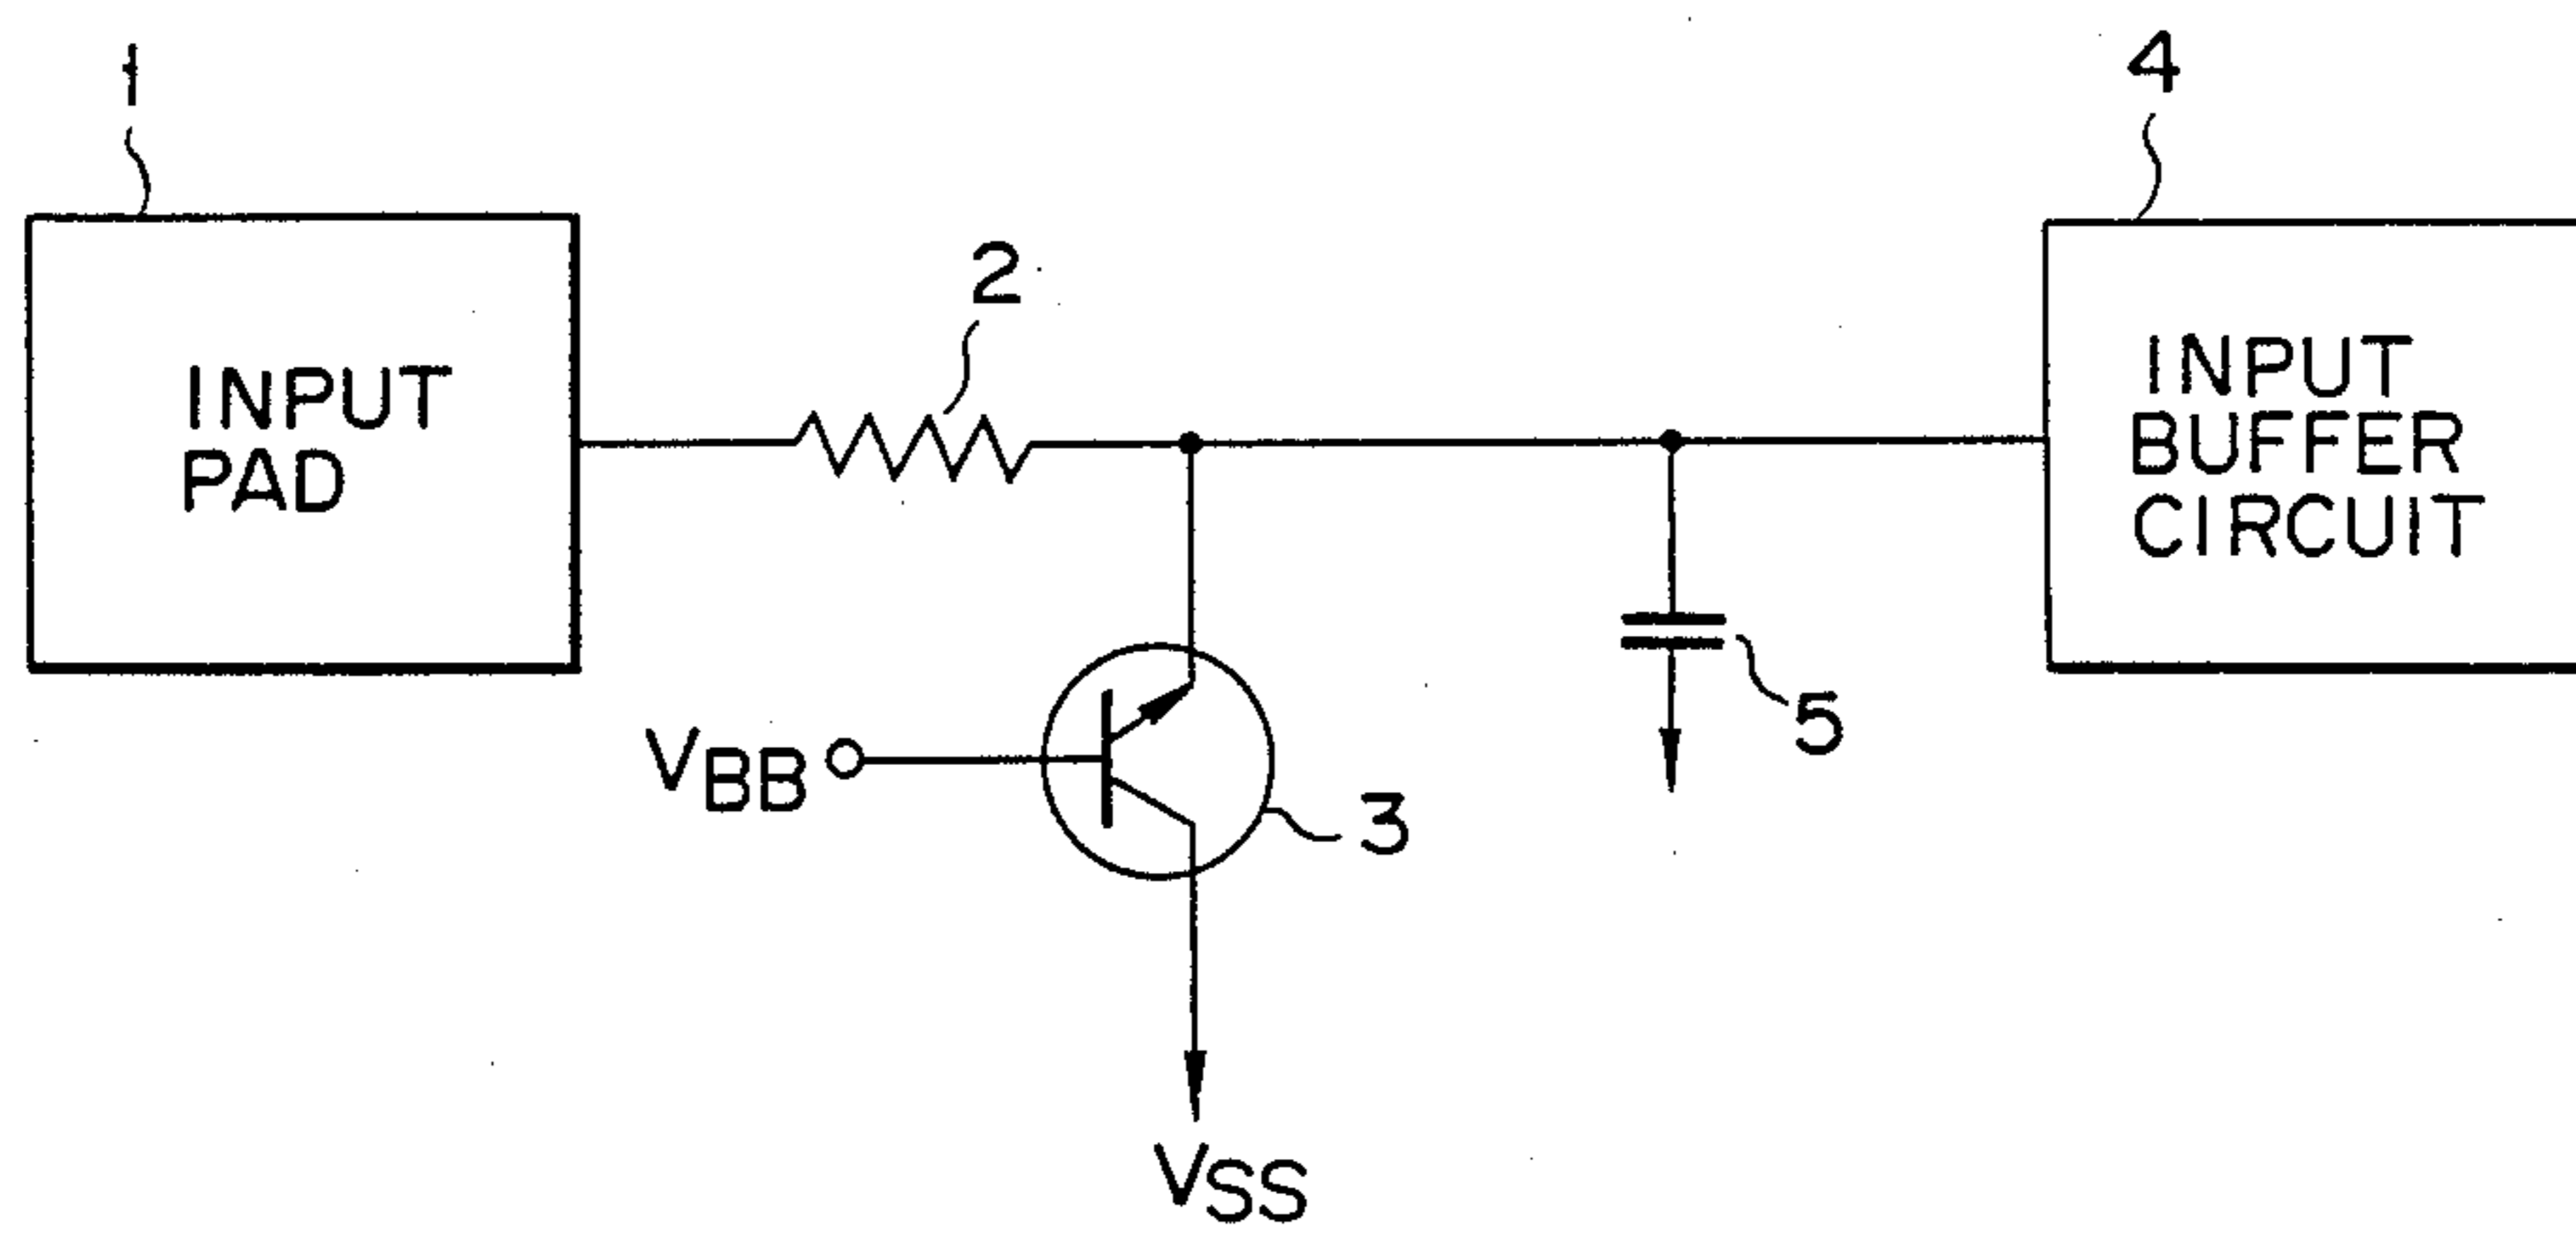 1
4
2
INPUT
PAD
INPUT
BUFFER
CIRCUIT
5
VBB
3
VSS